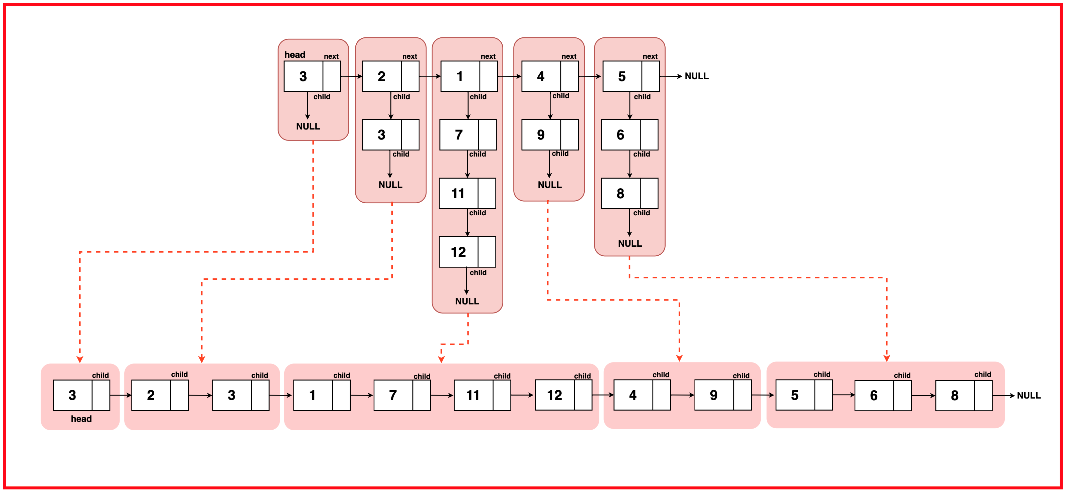 head next next next next next
3 2 1 4 5 NULL
child child child child child
NULL 3 7 9 6
child child child child
NULL 11 NULL 8
child child
12 NULL
child
NULL
child child child child child child child child child child child child
3 2 3 1 7 11 12 4 9 5 6 8 NULL
head